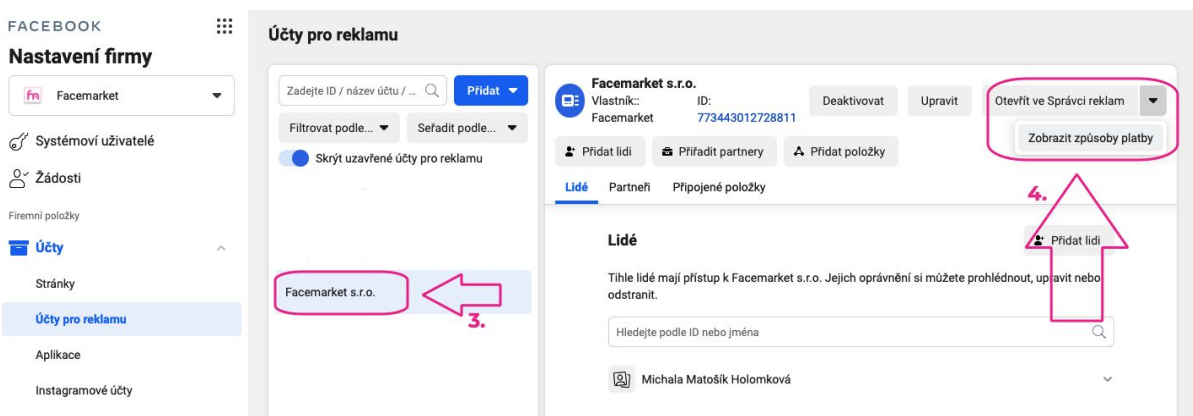 FACEBOOK
Nastavení firmy
fm Facemarket
Systémoví uživatelé
Žádosti
Firemní položky
Účty
Stránky
Účty pro reklamu
Aplikace
Instagramové účty
Účty pro reklamu
Zadejte ID / název účtu / ...
Přidat
Filtrovat podle...
Seřadit podle...
Skrýt uzavřené účty pro reklamu
Facemarket s.r.o.
3.
Facemarket s.r.o.
Vlastník:: ID:
Facemarket 773443012728811
Deaktivovat
Upravit
Otevřít ve Správci reklam
Zobrazit způsoby platby
4.
Přidat lidi
Přiřadit partnery
Přidat položky
Lidé
Partneři
Připojené položky
Lidé
Přidat lidi
Tihle lidé mají přístup k Facemarket s.r.o. Jejich oprávnění si můžete prohlédnout, upravit nebo
odstranit.
Hledejte podle ID nebo jména
Michala Matošík Holomková